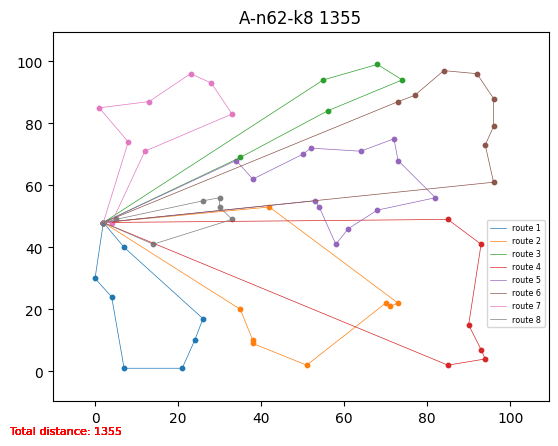 A-n62-k8 1355
100
80
60
40
20
0
0 20 40 60 80 100
route 1
route 2
route 3
route 4
route 5
route 6
route 7
route 8
Total distance: 1355